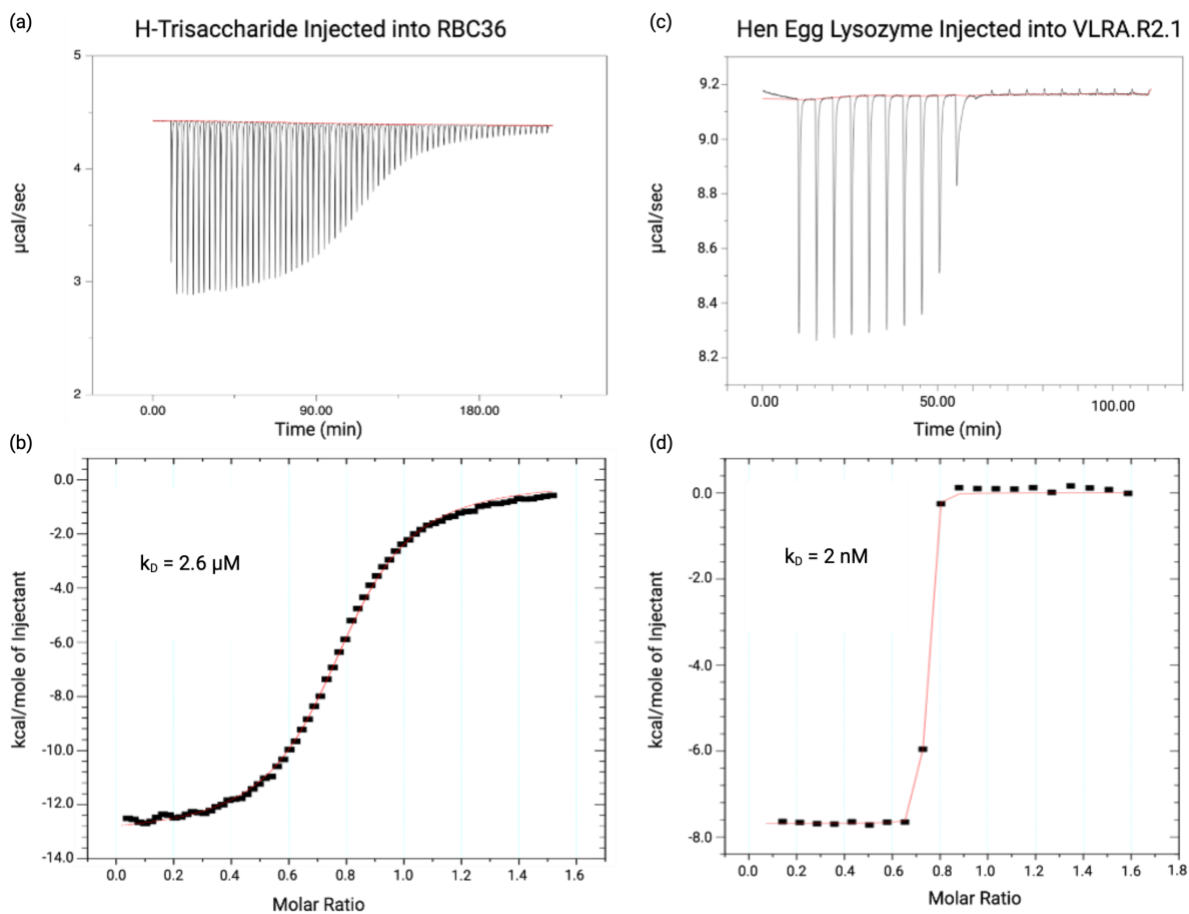 (a)
H-Trisaccharide Injected into RBC36
5
4
3
2
µcal/sec
0.00 90.00 180.00
Time (min)
(b)
0.0
-2.0
-4.0
-6.0
-8.0
-10.0
-12.0
-14.0
kcal/mole of Injectant
k_D = 2.6 µM
0.0 0.2 0.4 0.6 0.8 1.0 1.2 1.4 1.6
Molar Ratio
(c)
Hen Egg Lysozyme Injected into VLRA.R2.1
9.2
9.0
8.8
8.6
8.4
8.2
µcal/sec
0.00 50.00 100.00
Time (min)
(d)
0.0
-2.0
-4.0
-6.0
-8.0
kcal/mole of Injectant
k_D = 2 nM
0.0 0.2 0.4 0.6 0.8 1.0 1.2 1.4 1.6 1.8
Molar Ratio